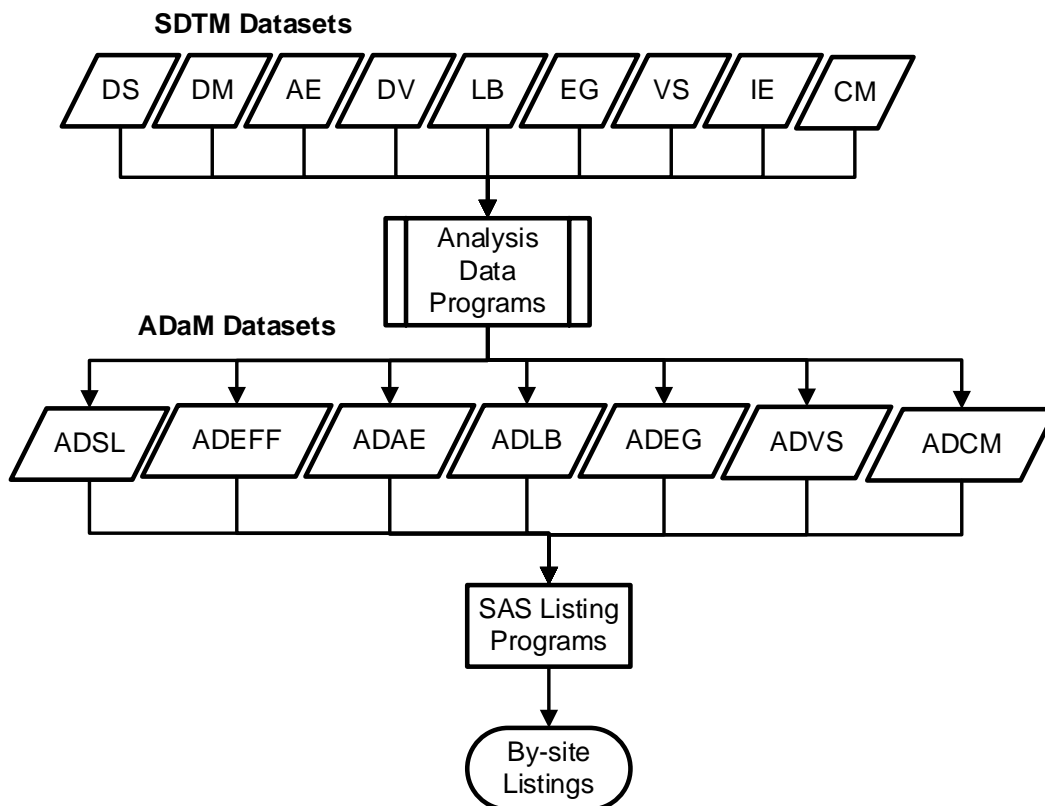 SDTM Datasets
DS
DM
AE
DV
LB
EG
VS
IE
CM
Analysis
Data
Programs
ADaM Datasets
ADSL
ADEFF
ADAE
ADLB
ADEG
ADVS
ADCM
SAS Listing
Programs
By-site
Listings